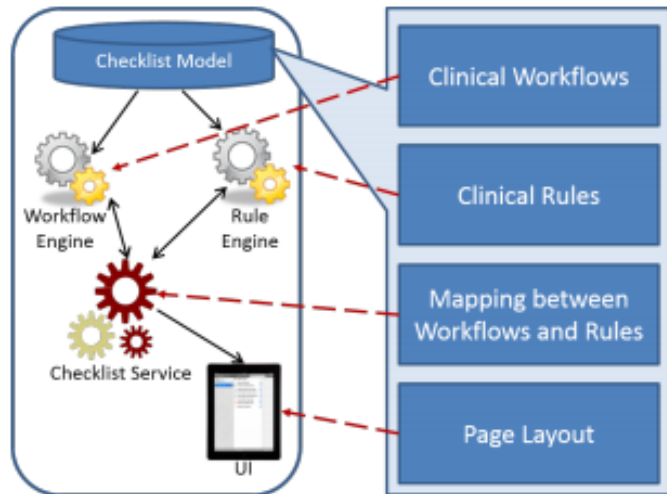 Checklist Model
Workflow
Engine
Rule
Engine
Checklist Service
UI
Clinical Workflows
Clinical Rules
Mapping between
Workflows and Rules
Page Layout